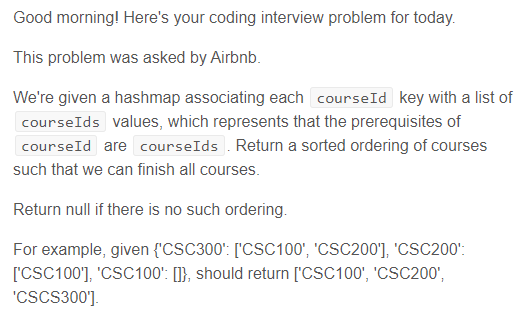 Good morning! Here's your coding interview problem for today.
This problem was asked by Airbnb.
We're given a hashmap associating each courseId key with a list of
courseIds values, which represents that the prerequisites of
courseId are courseIds . Return a sorted ordering of courses
such that we can finish all courses.
Return null if there is no such ordering.
For example, given {'CSC300': ['CSC100', 'CSC200'], 'CSC200':
['CSC100'], 'CSC100': []}, should return ['CSC100', 'CSC200',
'CSCS300'].